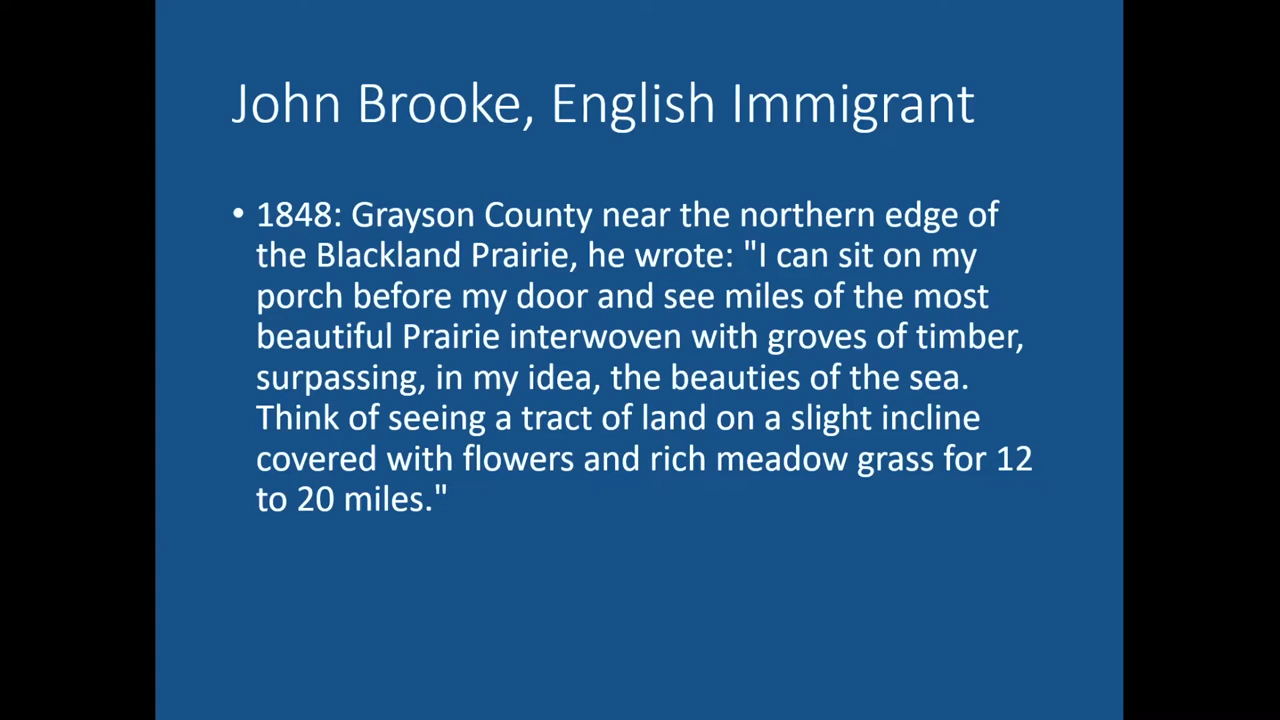 John Brooke, English Immigrant
• 1848: Grayson County near the northern edge of
the Blackland Prairie, he wrote: "I can sit on my
porch before my door and see miles of the most
beautiful Prairie interwoven with groves of timber,
surpassing, in my idea, the beauties of the sea.
Think of seeing a tract of land on a slight incline
covered with flowers and rich meadow grass for 12
to 20 miles."